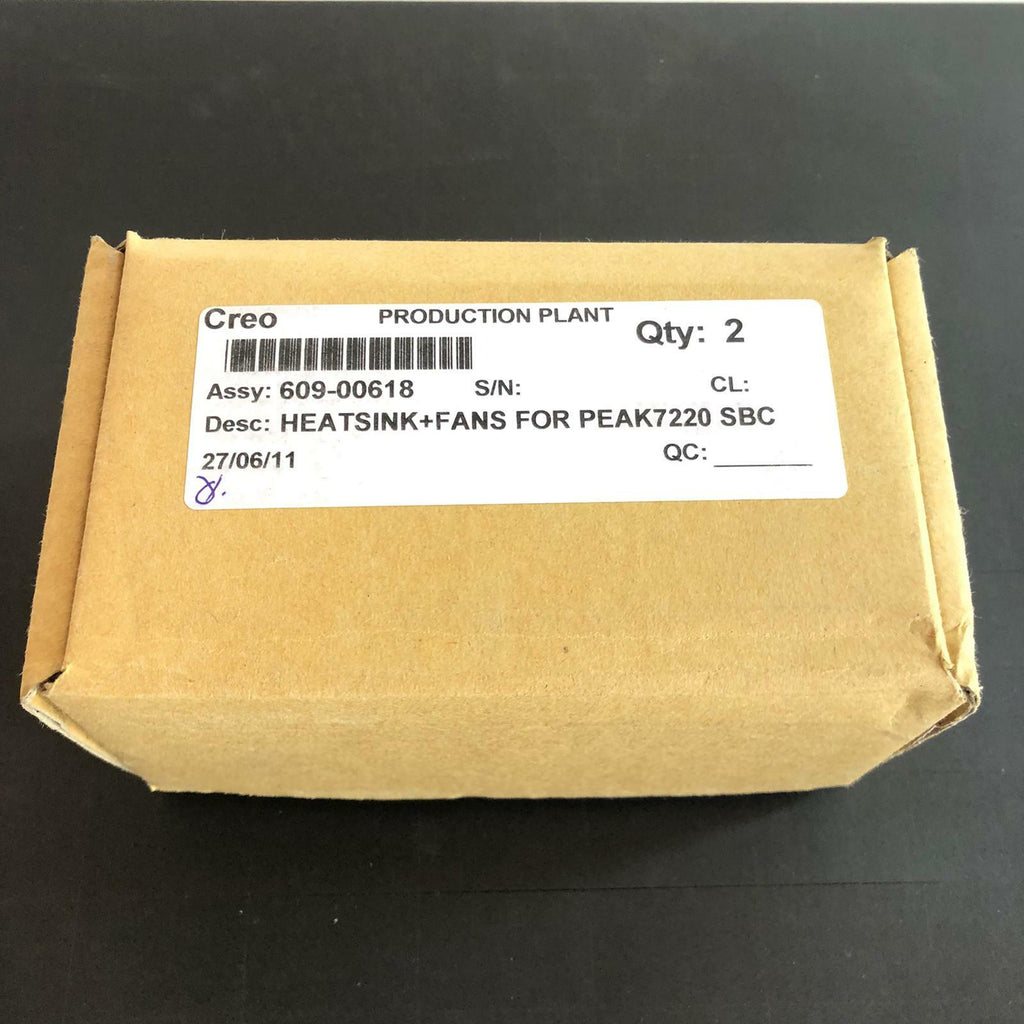 Creo PRODUCTION PLANT Qty: 2
Assy: 609-00618 S/N: CL:
Desc: HEATSINK+FANS FOR PEAK7220 SBC
27/06/11 QC: